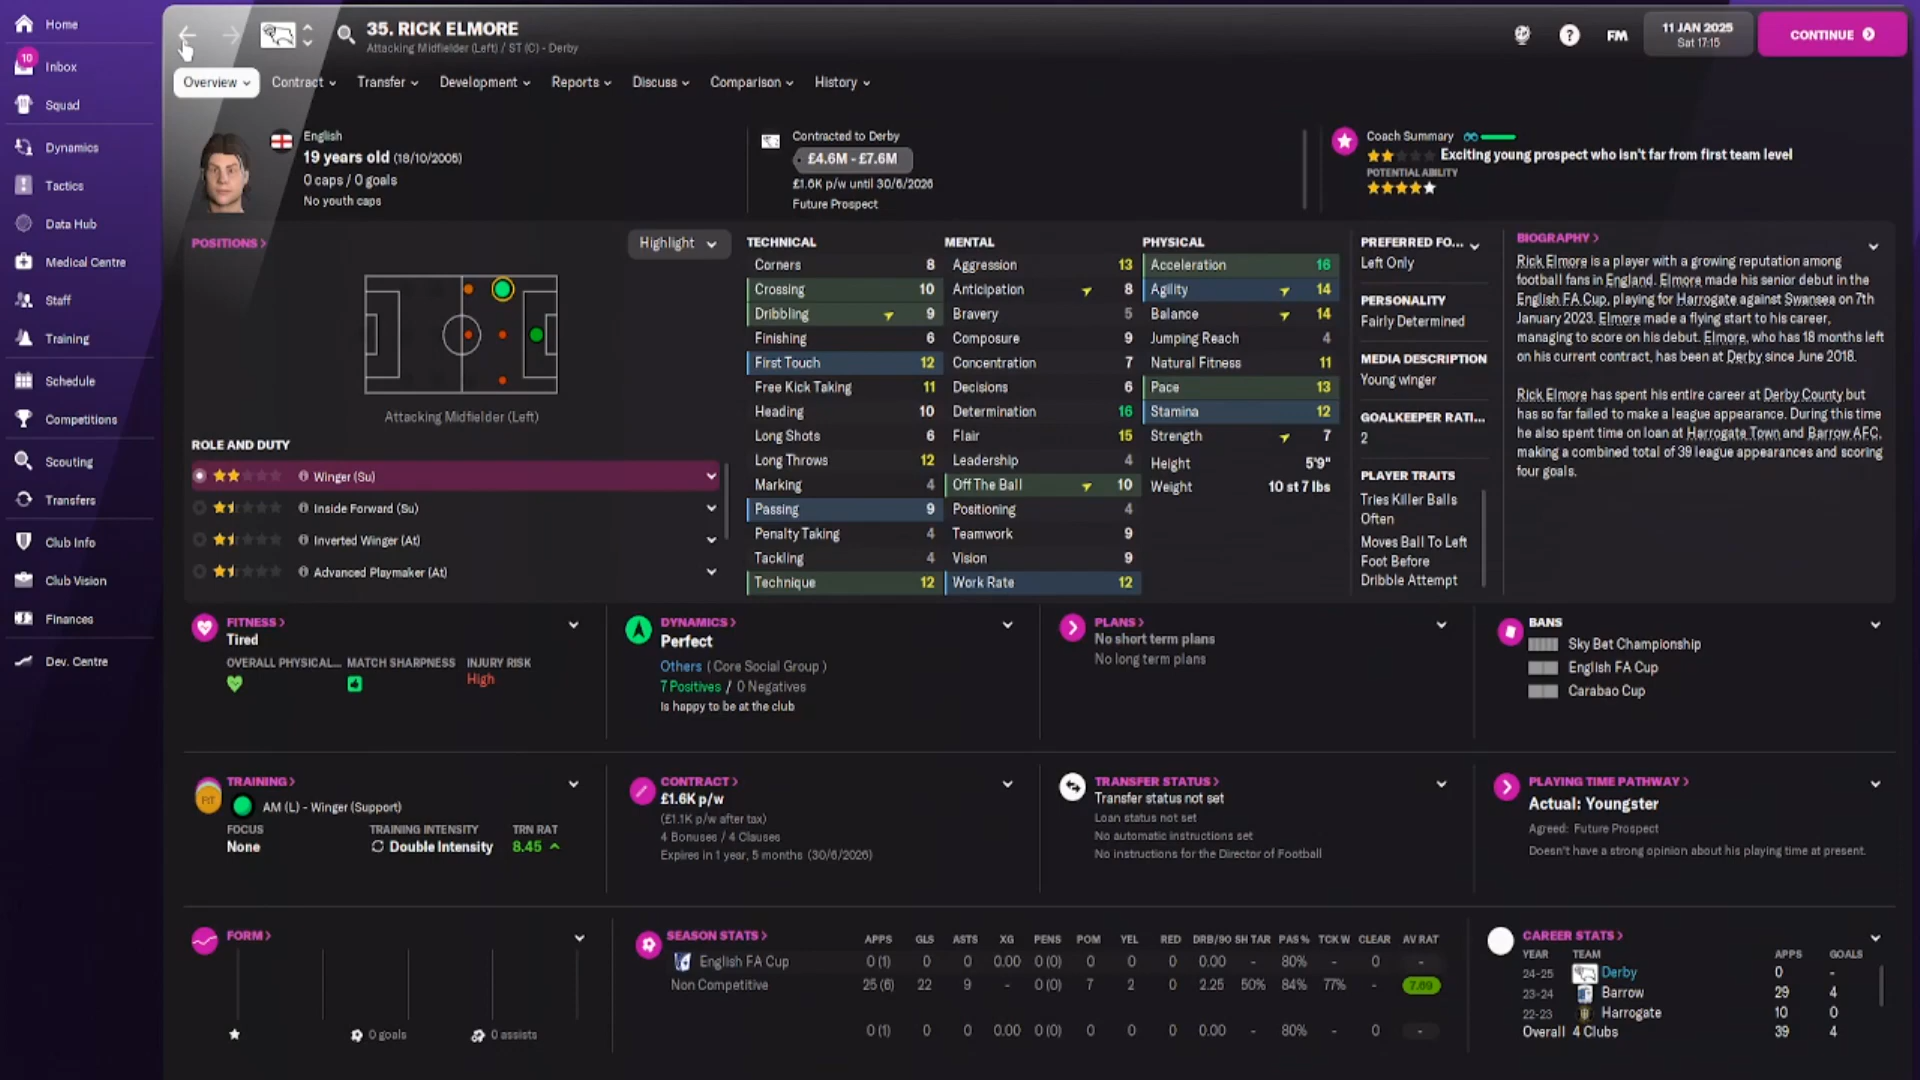 Home
10
Inbox
Squad
Dynamics
Tactics
Data Hub
Medical Centre
Staff
Training
Schedule
Competitions
Scouting
Transfers
Club Info
Club Vision
Finances
Dev. Centre
35. RICK ELMORE
Attacking Midfielder (Left) / ST (C) - Derby
FM
11 JAN 2025
Sat 17:15
CONTINUE
Overview
Contract
Transfer
Development
Reports
Discuss
Comparison
History
English
19 years old (18/10/2005)
0 caps / 0 goals
No youth caps
Contracted to Derby
£4.6M - £7.6M
£1.6K p/w until 30/6/2026
Future Prospect
Coach Summary
Exciting young prospect who isn't far from first team level
POTENTIAL ABILITY
POSITIONS >
Highlight
Attacking Midfielder (Left)
ROLE AND DUTY
Winger (Su)
Inside Forward (Su)
Inverted Winger (At)
Advanced Playmaker (At)
TECHNICAL
Corners 8
Crossing 10
Dribbling 9
Finishing 6
First Touch 12
Free Kick Taking 11
Heading 10
Long Shots 6
Long Throws 12
Marking 4
Passing 9
Penalty Taking 4
Tackling 4
Technique 12
MENTAL
Aggression 13
Anticipation 8
Bravery 5
Composure 9
Concentration 7
Decisions 6
Determination 16
Flair 15
Leadership 4
Off The Ball 10
Positioning 4
Teamwork 9
Vision 9
Work Rate 12
PHYSICAL
Acceleration 16
Agility 14
Balance 14
Jumping Reach 4
Natural Fitness 11
Pace 13
Stamina 12
Strength 7
Height 5'9"
Weight 10 st 7 lbs
PREFERRED FO...
Left Only
PERSONALITY
Fairly Determined
MEDIA DESCRIPTION
Young winger
GOALKEEPER RATI...
2
PLAYER TRAITS
Tries Killer Balls
Often
Moves Ball To Left
Foot Before
Dribble Attempt
BIOGRAPHY >
Rick Elmore is a player with a growing reputation among
football fans in England. Elmore made his senior debut in the
English FA Cup, playing for Harrogate against Swansea on 7th
January 2023. Elmore made a flying start to his career,
managing to score on his debut. Elmore, who has 18 months left
on his current contract, has been at Derby since June 2018.
Rick Elmore has spent his entire career at Derby County but
has so far failed to make a league appearance. During this time
he also spent time on loan at Harrogate Town and Barrow AFC,
making a combined total of 39 league appearances and scoring
four goals.
FITNESS >
Tired
OVERALL PHYSICAL... MATCH SHARPNESS INJURY RISK
High
DYNAMICS >
Perfect
Others ( Core Social Group )
7 Positives / 0 Negatives
Is happy to be at the club
PLANS >
No short term plans
No long term plans
BANS
Sky Bet Championship
English FA Cup
Carabao Cup
TRAINING >
AM (L) - Winger (Support)
FOCUS TRAINING INTENSITY TRN RAT
None Double Intensity 8.45
CONTRACT >
£1.6K p/w
(£1.1K p/w after tax)
4 Bonuses / 4 Clauses
Expires in 1 year, 5 months (30/6/2026)
TRANSFER STATUS >
Transfer status not set
Loan status not set
No automatic instructions set
No instructions for the Director of Football
PLAYING TIME PATHWAY >
Actual: Youngster
Agreed: Future Prospect
Doesn't have a strong opinion about his playing time at present.
FORM >
0 goals
0 assists
SEASON STATS > APPS GLS ASTS XG PENS POM YEL RED DRB/90 SH TAR PAS % TCK W CLEAR AV RAT
English FA Cup 0 (1) 0 0 0.00 0 (0) 0 0 0 0.00 - 80% 0 -
Non Competitive 25 (6) 22 9 - 0 (0) 7 2 0 2.25 50% 84% 77% - 7.69
0 (1) 0 0 0.00 0 (0) 0 0 0 0.00 - 80% 0 -
CAREER STATS >
YEAR TEAM APPS GOALS
24-25 Derby 0 -
23-24 Barrow 29 4
22-23 Harrogate 10 0
Overall 4 Clubs 39 4